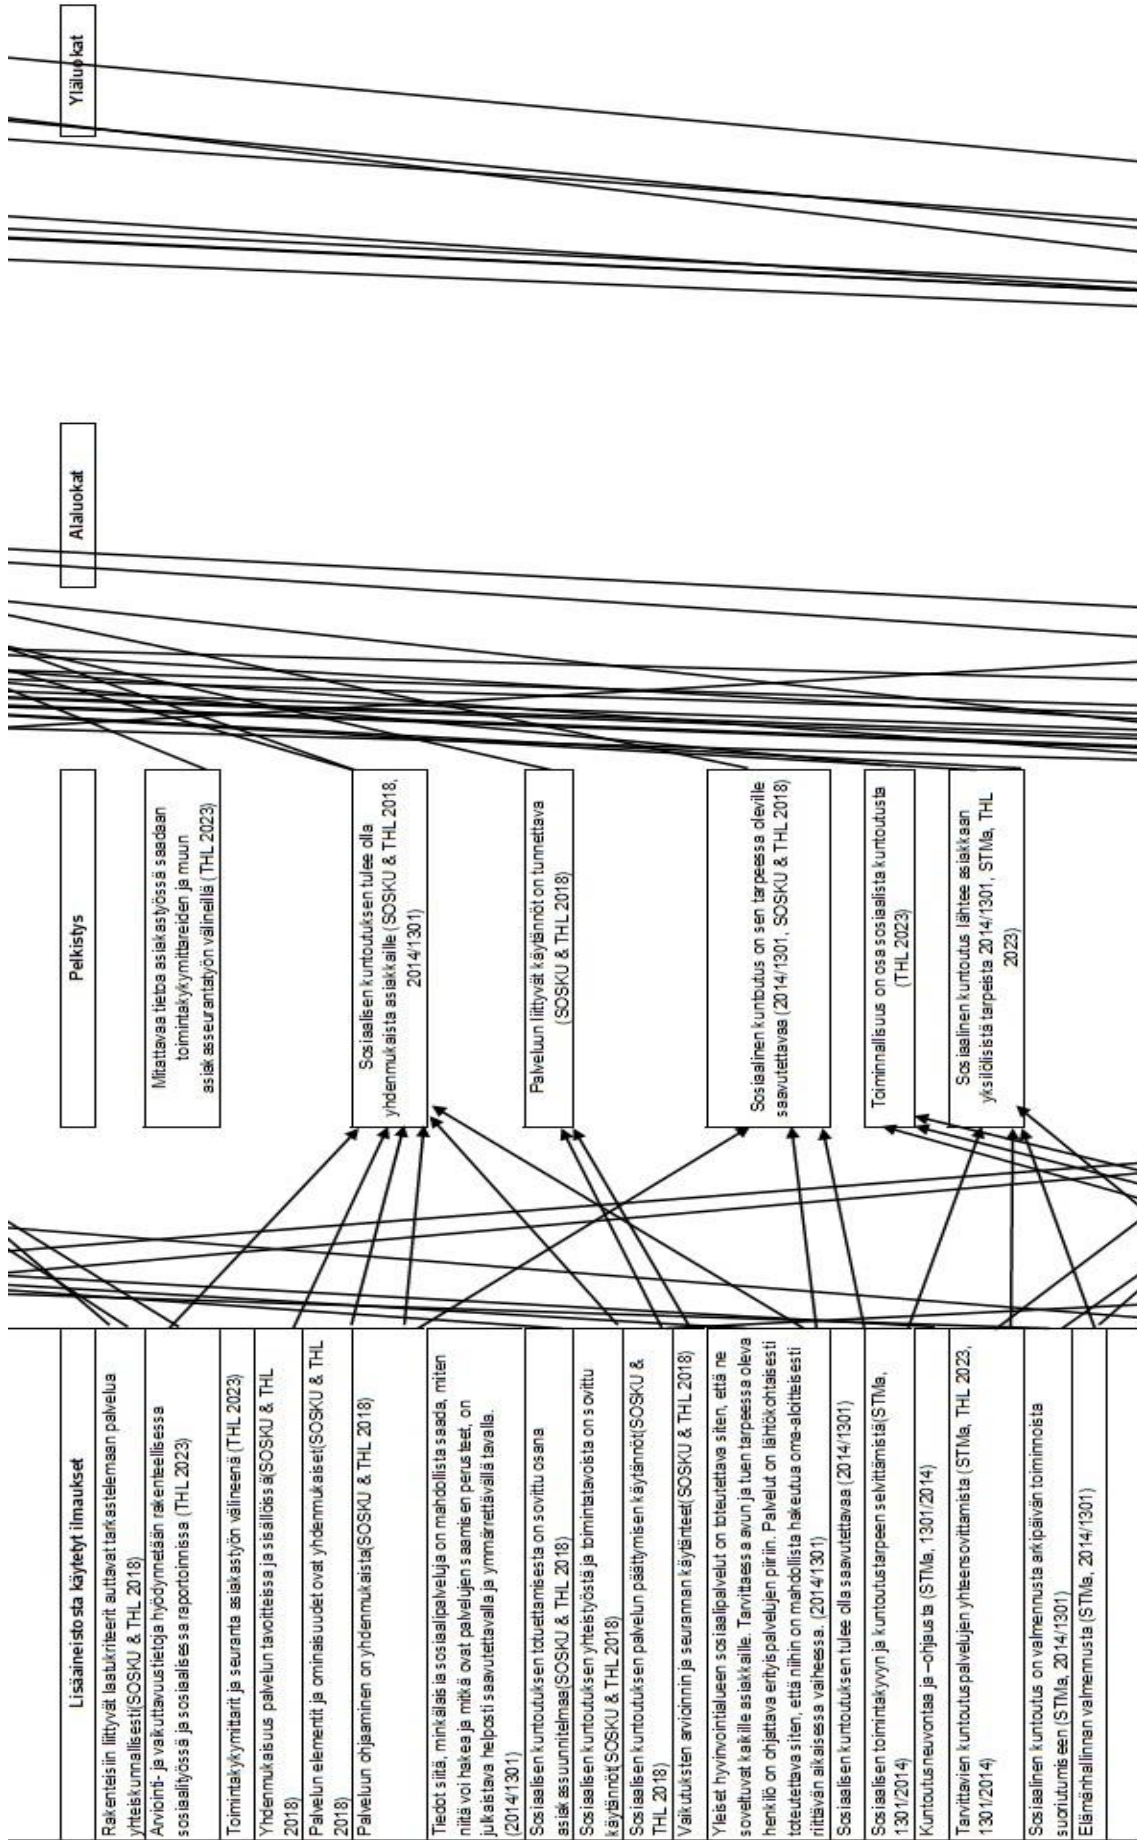 Lisäaineistosta käytetyt ilmaukset
Rakenteisiin liittyvät laatukriteerit auttavat tarkastelemaan palvelua
yhteiskunnallisesti(SOSKU & THL 2018)
Arviointi- ja vaikuttavuustietoja hyödynnetään rakenteellisessa
sosiaalityössä ja sosiaalisessa raportoinnissa (THL 2023)
Toimintakykymittarit ja seuranta asiakastyön välineenä (THL 2023)
Yhdenmukaisuus palvelun tavoitteissa ja sisällöissä(SOSKU & THL
2018)
Palvelun elementit ja ominaisuudet ovat yhdenmukaiset(SOSKU & THL
2018)
Palveluun ohjaaminen on yhdenmukaista(SOSKU & THL 2018)
Tiedot siitä, minkälaisia sosiaalipalveluja on mahdollista saada, miten
niitä voi hakea ja mitkä ovat palvelujen saamisen perusteet, on
julkaistava helposti saavutettavalla ja ymmärrettävällä tavalla.
(2014/1301)
Sosiaalisen kuntoutuksen totuettamisesta on sovittu osana
asiakassuunnitelmaa(SOSKU & THL 2018)
Sosiaalisen kuntoutuksen yhteistyöstä ja toimintatavoista on sovittu
käytännöt(SOSKU & THL 2018)
Sosiaalisen kuntoutuksen palvelun päättymisen käytännöt(SOSKU &
THL 2018)
Vaikutusten arvioinnin ja seurannan käytänteet(SOSKU & THL 2018)
Yleiset hyvinvointialueen sosiaalipalvelut on toteutettava siten, että ne
soveltuvat kaikille asiakkaille. Tarvittaessa avun ja tuen tarpeessa oleva
henkilö on ohjattava erityispalvelujen piiriin. Palvelut on lähtökohtaisesti
toteutettava siten, että niihin on mahdollista hakeutua oma-aloitteisesti
riittävän aikaisessa vaiheessa. (2014/1301)
Sosiaalisen kuntoutuksen tulee olla saavutettavaa (2014/1301)
Sosiaalisen toimintakyvyn ja kuntoutustarpeen selvittämistä(STMa,
1301/2014)
Kuntoutusneuvontaa ja –ohjausta (STMa, 1301/2014)
Tarvittavien kuntoutuspalvelujen yhteensovittamista (STMa, THL 2023,
1301/2014)
Sosiaalinen kuntoutus on valmennusta arkipäivän toiminnoista
suoriutumiseen (STMa, 2014/1301)
Elämänhallinnan valmennusta (STMa, 2014/1301)
Pelkistys
Mitattavaa tietoa asiakastyössä saadaan
toimintakykymittareiden ja muun
asiakasseurantatyön välineillä (THL 2023)
Sosiaalisen kuntoutuksen tulee olla
yhdenmukaista asiakkaille (SOSKU & THL 2018,
2014/1301)
Palveluun liittyvät käytännöt on tunnettava
(SOSKU & THL 2018)
Sosiaalinen kuntoutus on sen tarpeessa oleville
saavutettavaa (2014/1301, SOSKU & THL 2018)
Toiminnallisuus on osa sosiaalista kuntoutusta
(THL 2023)
Sosiaalinen kuntoutus lähtee asiakkaan
yksilölisistä tarpeista 2014/1301, STMa, THL
2023)
Alaluokat
Yläluokat